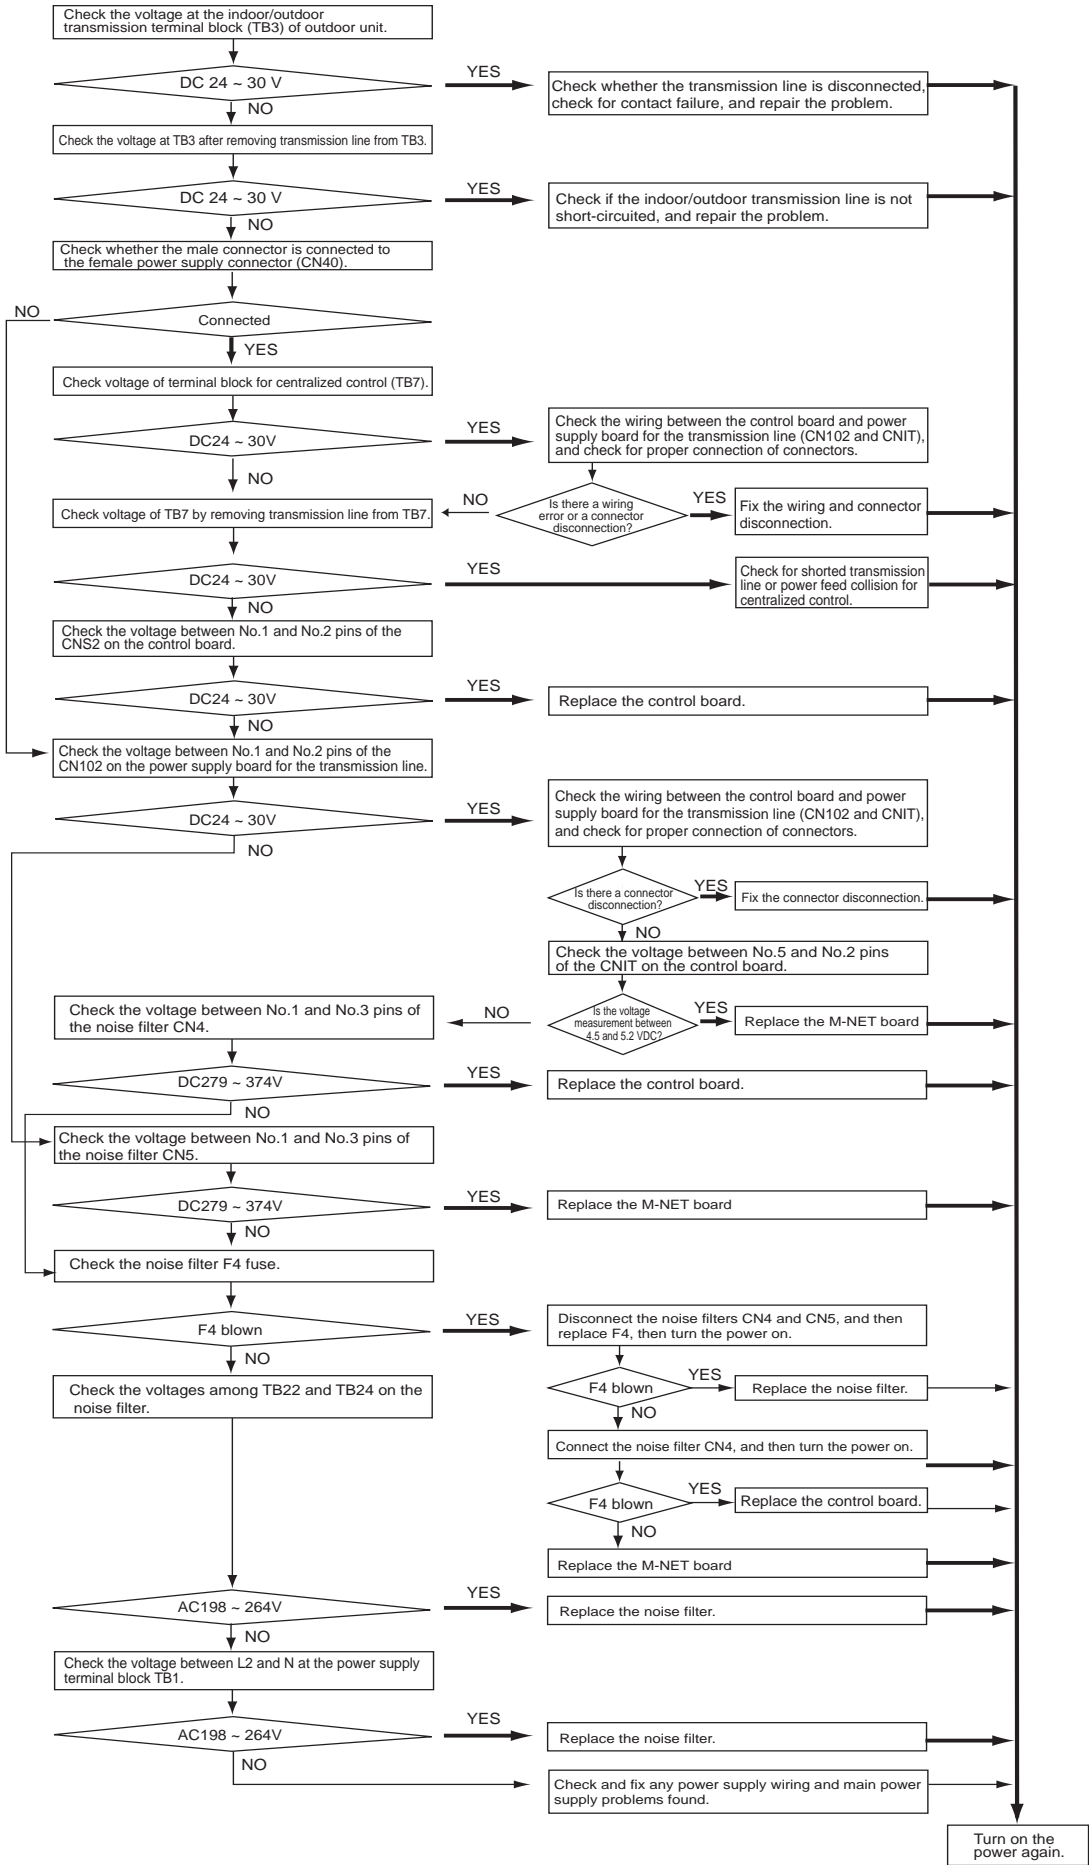 Check the voltage at the indoor/outdoor
transmission terminal block (TB3) of outdoor unit.
DC 24 ~ 30 V
YES
Check whether the transmission line is disconnected,
check for contact failure, and repair the problem.
NO
Check the voltage at TB3 after removing transmission line from TB3.
DC 24 ~ 30 V
YES
Check if the indoor/outdoor transmission line is not
short-circuited, and repair the problem.
NO
Check whether the male connector is connected to
the female power supply connector (CN40).
NO
Connected
YES
Check voltage of terminal block for centralized control (TB7).
DC24 ~ 30V
YES
Check the wiring between the control board and power
supply board for the transmission line (CN102 and CNIT),
and check for proper connection of connectors.
NO
Check voltage of TB7 by removing transmission line from TB7.
NO
Is there a wiring
error or a connector
disconnection?
YES
Fix the wiring and connector
disconnection.
DC24 ~ 30V
YES
Check for shorted transmission
line or power feed collision for
centralized control.
NO
Check the voltage between No.1 and No.2 pins of the
CNS2 on the control board.
DC24 ~ 30V
YES
Replace the control board.
NO
Check the voltage between No.1 and No.2 pins of the
CN102 on the power supply board for the transmission line.
DC24 ~ 30V
YES
Check the wiring between the control board and power
supply board for the transmission line (CN102 and CNIT),
and check for proper connection of connectors.
NO
Is there a connector
disconnection?
YES
Fix the connector disconnection.
NO
Check the voltage between No.5 and No.2 pins
of the CNIT on the control board.
Check the voltage between No.1 and No.3 pins of
the noise filter CN4.
NO
Is the voltage
measurement between
4.5 and 5.2 VDC?
YES
Replace the M-NET board
DC279 ~ 374V
YES
Replace the control board.
NO
Check the voltage between No.1 and No.3 pins of
the noise filter CN5.
DC279 ~ 374V
YES
Replace the M-NET board
NO
Check the noise filter F4 fuse.
F4 blown
YES
Disconnect the noise filters CN4 and CN5, and then
replace F4, then turn the power on.
NO
Check the voltages among TB22 and TB24 on the
noise filter.
F4 blown
YES
Replace the noise filter.
NO
Connect the noise filter CN4, and then turn the power on.
F4 blown
YES
Replace the control board.
NO
Replace the M-NET board
AC198 ~ 264V
YES
Replace the noise filter.
NO
Check the voltage between L2 and N at the power supply
terminal block TB1.
AC198 ~ 264V
YES
Replace the noise filter.
NO
Check and fix any power supply wiring and main power
supply problems found.
Turn on the
power again.